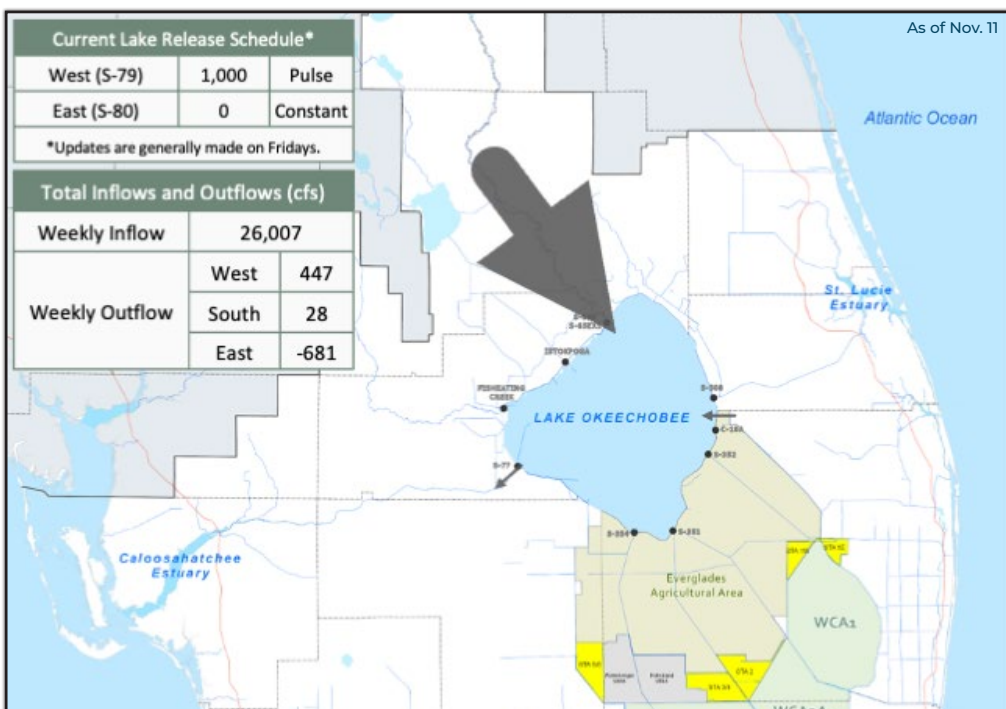 As of Nov. 11
Current Lake Release Schedule*
West (S-79) 1,000 Pulse
East (S-80) 0 Constant
*Updates are generally made on Fridays.
Total Inflows and Outflows (cfs)
Weekly Inflow 26,007
Weekly Outflow
West 447
South 28
East -681
Atlantic Ocean
St. Lucie
Estuary
ISTOKPOGA
FISHEATING
CREEK
S-308
LAKE OKEECHOBEE
S-352
S-77
S-354
S-351
Caloosahatchee
Estuary
Everglades
Agricultural Area
WCA1
STA 2